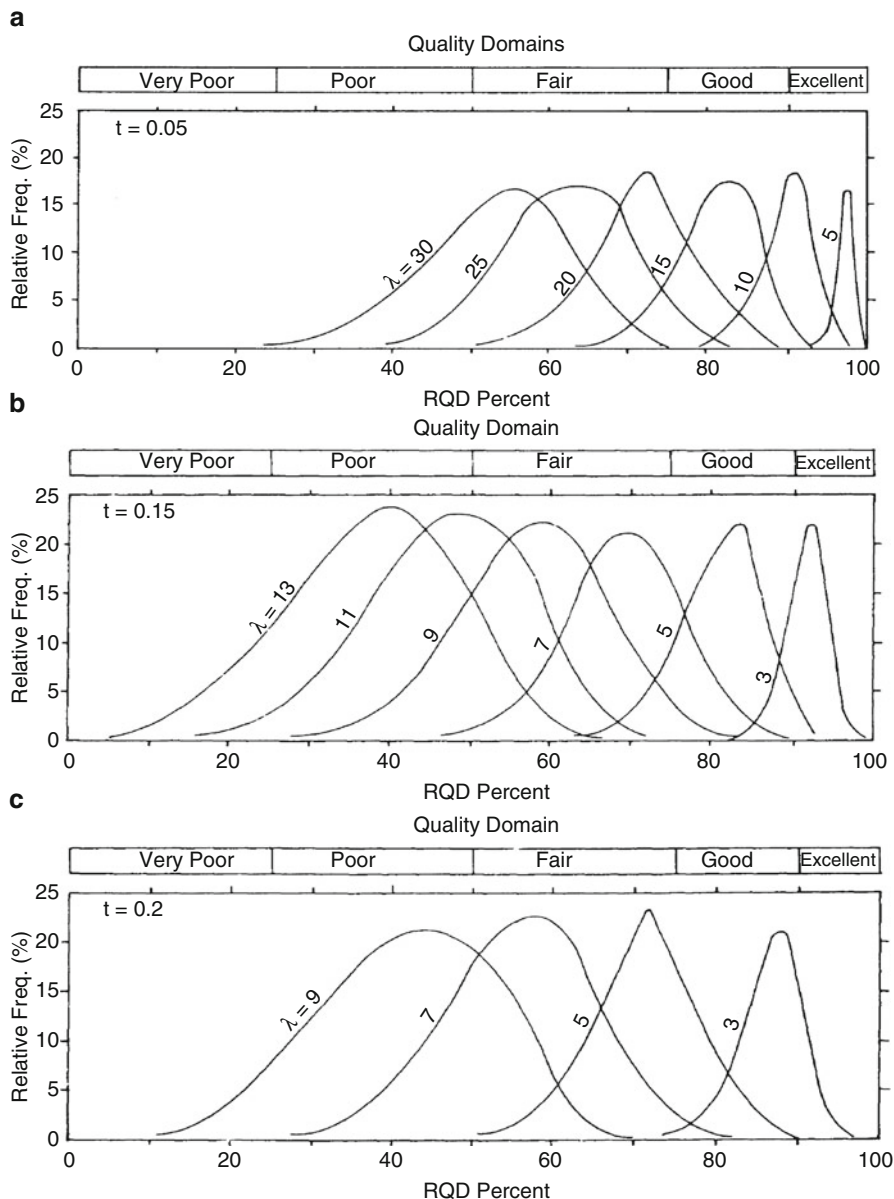 a
Quality Domains
Very Poor Poor Fair Good Excellent
25
20
15
10
5
0
Relative Freq. (%)
t = 0.05
λ = 30
25
20
15
10
5
0 20 40 60 80 100
RQD Percent
b
Quality Domain
Very Poor Poor Fair Good Excellent
25
20
15
10
5
0
Relative Freq. (%)
t = 0.15
λ = 13
11
9
7
5
3
0 20 40 60 80 100
RQD Percent
c
Quality Domain
Very Poor Poor Fair Good Excellent
25
20
15
10
5
0
Relative Freq. (%)
t = 0.2
λ = 9
7
5
3
0 20 40 60 80 100
RQD Percent